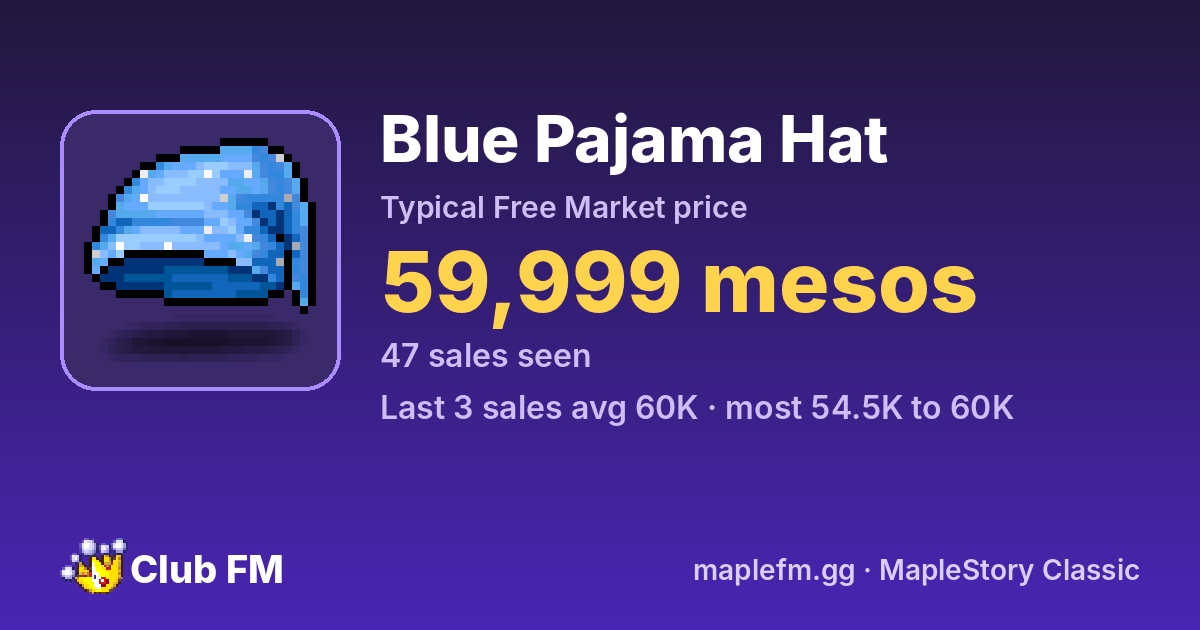 Blue Pajama Hat
Typical Free Market price
59,999 mesos
47 sales seen
Last 3 sales avg 60K · most 54.5K to 60K
Club FM
maplefm.gg · MapleStory Classic